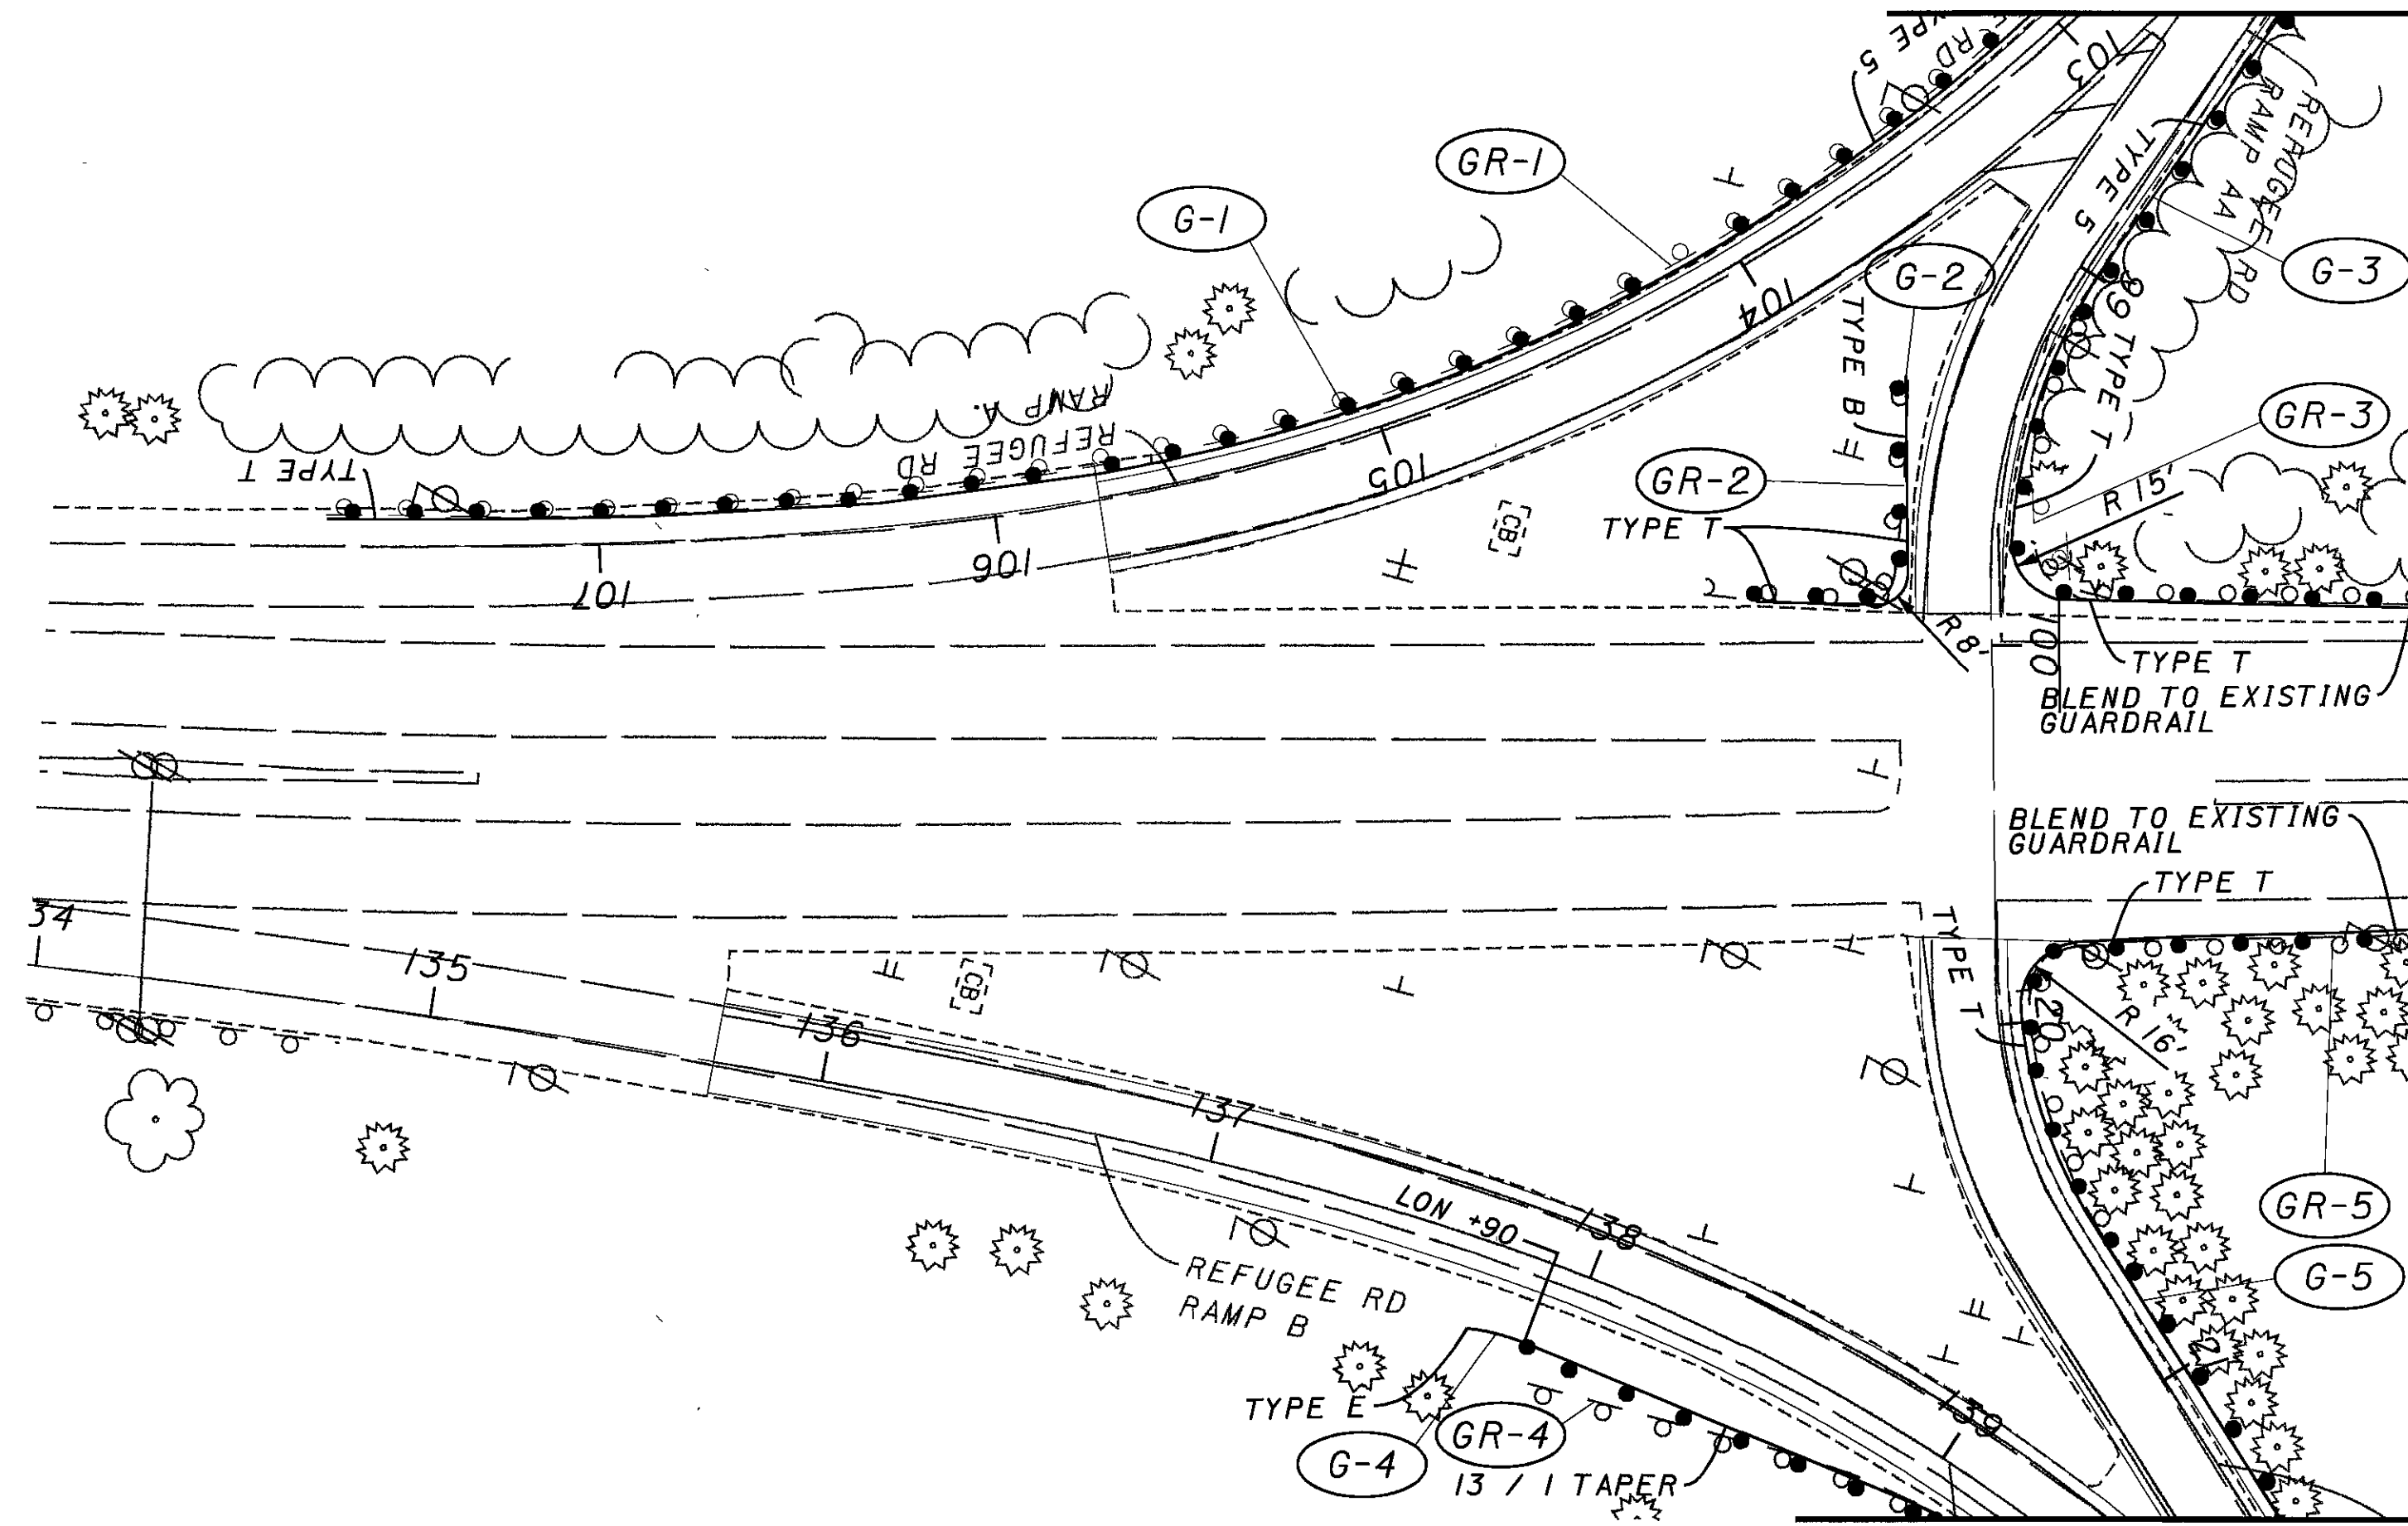 TYPE 5
RD
103
GR-1
G-1
REFUGEE RD
RAMP AA
TYPE 5
G-2
G-3
99
TYPE T
104
TYPE B
GR-3
RAMP A
REFUGEE RD
TYPE T
105
GR-2
R 15'
TYPE T
CB
106
107
R8'
100
TYPE T
BLEND TO EXISTING
GUARDRAIL
BLEND TO EXISTING
GUARDRAIL
TYPE T
34
135
TYPE T
CB
136
220
R 16'
137
LON +90
138
GR-5
REFUGEE RD
RAMP B
G-5
TYPE E
GR-4
139
G-4
13 / 1 TAPER